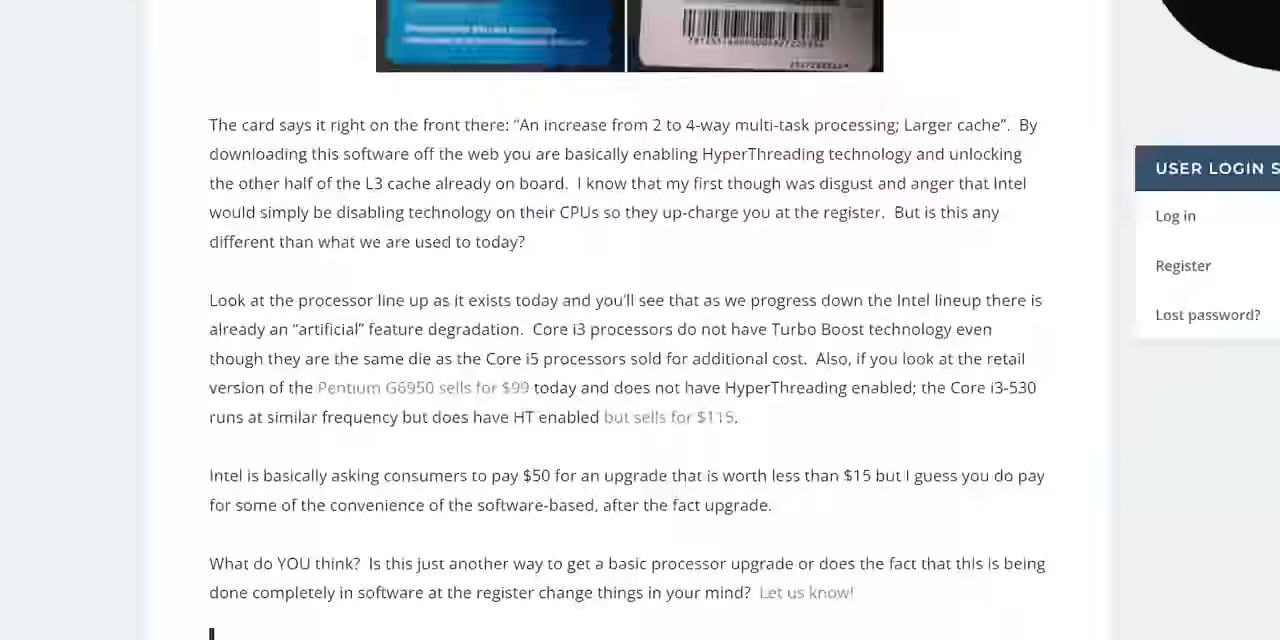 The card says it right on the front there: “An increase from 2 to 4-way multi-task processing; Larger cache”.  By
downloading this software off the web you are basically enabling HyperThreading technology and unlocking
the other half of the L3 cache already on board.  I know that my first though was disgust and anger that Intel
would simply be disabling technology on their CPUs so they up-charge you at the register.  But is this any
different than what we are used to today?
Look at the processor line up as it exists today and you’ll see that as we progress down the Intel lineup there is
already an “artificial” feature degradation.  Core i3 processors do not have Turbo Boost technology even
though they are the same die as the Core i5 processors sold for additional cost.  Also, if you look at the retail
version of the Pentium G6950 sells for $99 today and does not have HyperThreading enabled; the Core i3-530
runs at similar frequency but does have HT enabled but sells for $115.
Intel is basically asking consumers to pay $50 for an upgrade that is worth less than $15 but I guess you do pay
for some of the convenience of the software-based, after the fact upgrade.
What do YOU think?  Is this just another way to get a basic processor upgrade or does the fact that this is being
done completely in software at the register change things in your mind?  Let us know!
USER LOGIN S
Log in
Register
Lost password?